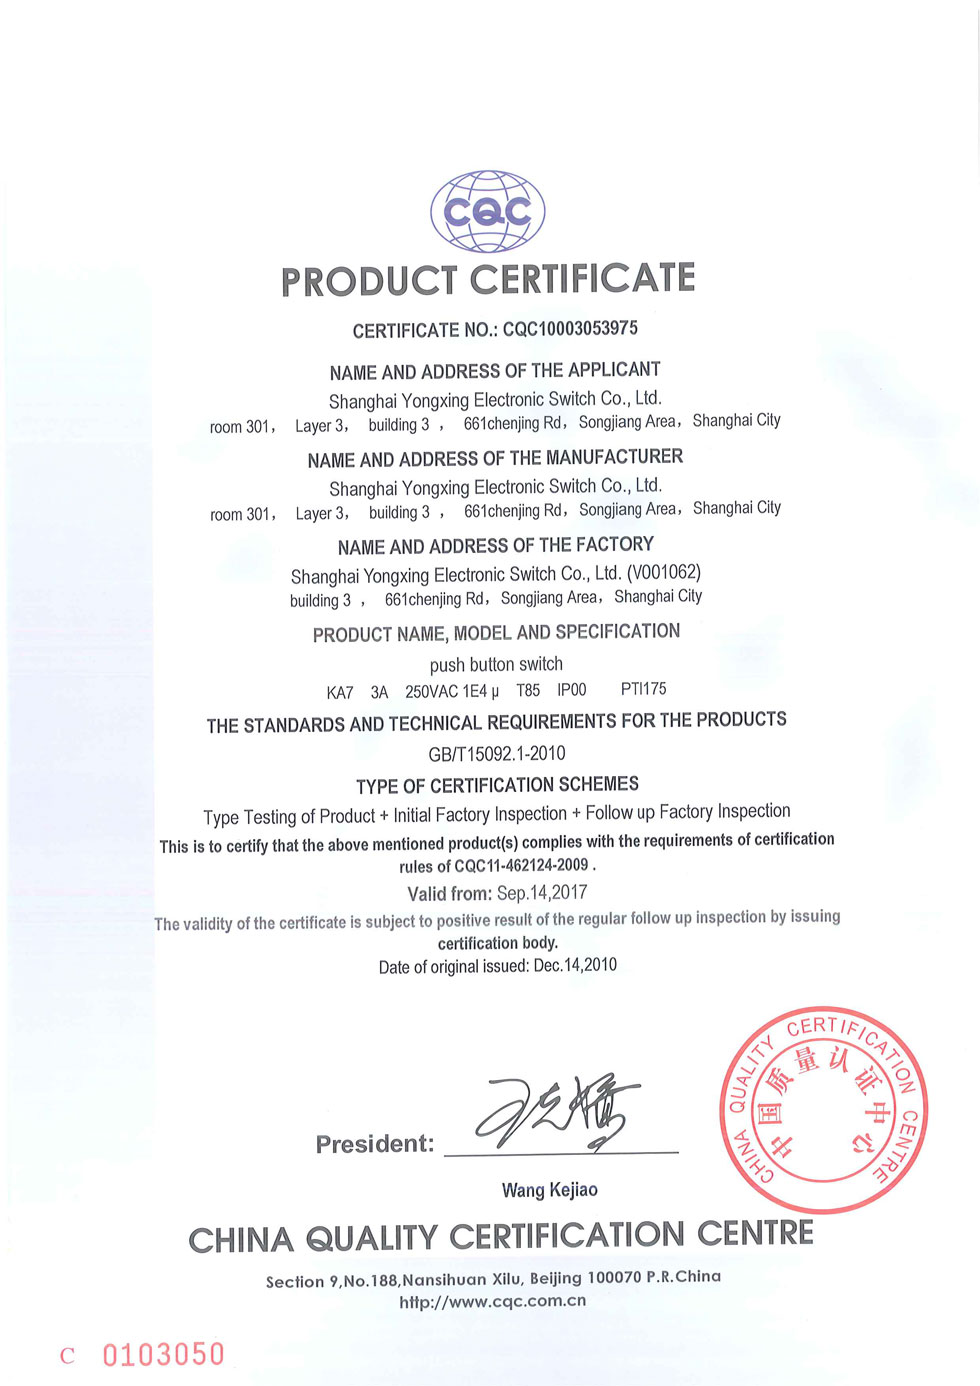 CQC
PRODUCT CERTIFICATE
CERTIFICATE NO.: CQC10003053975
NAME AND ADDRESS OF THE APPLICANT
Shanghai Yongxing Electronic Switch Co., Ltd.
room 301， Layer 3， building 3 ， 661chenjing Rd，Songjiang Area，Shanghai City
NAME AND ADDRESS OF THE MANUFACTURER
Shanghai Yongxing Electronic Switch Co., Ltd.
room 301， Layer 3， building 3 ， 661chenjing Rd，Songjiang Area，Shanghai City
NAME AND ADDRESS OF THE FACTORY
Shanghai Yongxing Electronic Switch Co., Ltd. (V001062)
building 3 ， 661chenjing Rd，Songjiang Area，Shanghai City
PRODUCT NAME, MODEL AND SPECIFICATION
push button switch
KA7 3A 250VAC 1E4 μ T85 IP00 PTI175
THE STANDARDS AND TECHNICAL REQUIREMENTS FOR THE PRODUCTS
GB/T15092.1-2010
TYPE OF CERTIFICATION SCHEMES
Type Testing of Product + Initial Factory Inspection + Follow up Factory Inspection
This is to certify that the above mentioned product(s) complies with the requirements of certification
rules of CQC11-462124-2009 .
Valid from: Sep.14,2017
The validity of the certificate is subject to positive result of the regular follow up inspection by issuing
certification body.
Date of original issued: Dec.14,2010
CHINA QUALITY CERTIFICATION CENTRE
中国质量认证中心
President:
Wang Kejiao
CHINA QUALITY CERTIFICATION CENTRE
Section 9,No.188,Nansihuan Xilu, Beijing 100070 P.R.China
http://www.cqc.com.cn
C 0103050